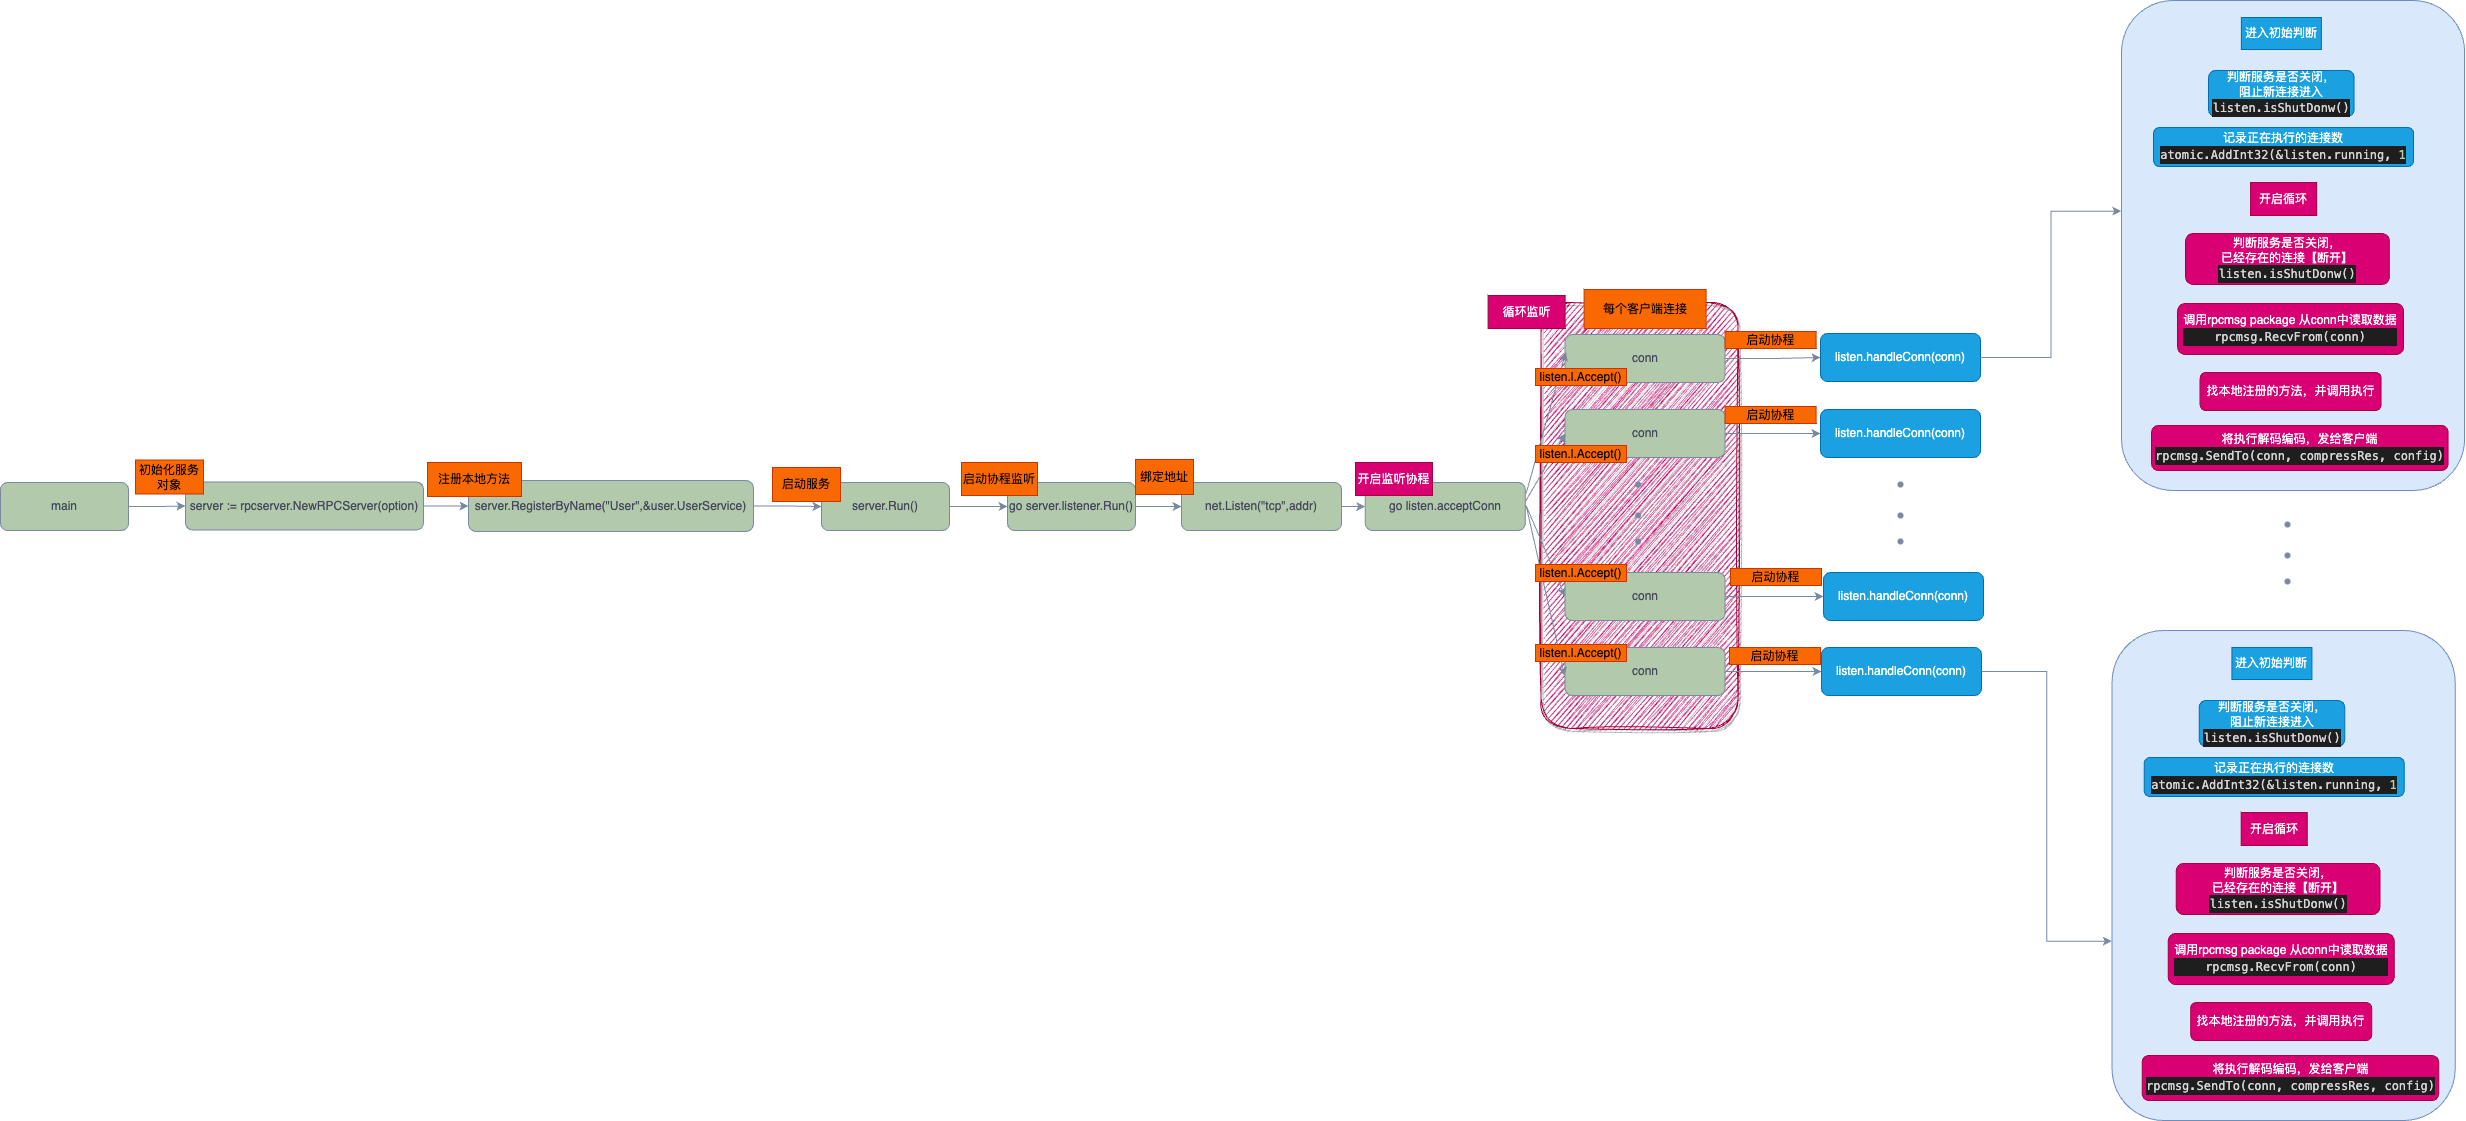 main
初始化服务
对象
server := rpcserver.NewRPCServer(option)
注册本地方法
server.RegisterByName("User",&user.UserService)
启动服务
server.Run()
启动协程监听
go server.listener.Run()
绑定地址
net.Listen("tcp",addr)
开启监听协程
go listen.acceptConn
循环监听
每个客户端连接
listen.l.Accept()
conn
启动协程
listen.handleConn(conn)
listen.l.Accept()
conn
启动协程
listen.handleConn(conn)
listen.l.Accept()
conn
启动协程
listen.handleConn(conn)
listen.l.Accept()
conn
启动协程
listen.handleConn(conn)
进入初始判断
判断服务是否关闭，
阻止新连接进入
listen.isShutDonw()
记录正在执行的连接数
atomic.AddInt32(&listen.running, 1
开启循环
判断服务是否关闭，
已经存在的连接【断开】
listen.isShutDonw()
调用rpcmsg package 从conn中读取数据
rpcmsg.RecvFrom(conn)
找本地注册的方法，并调用执行
将执行解码编码，发给客户端
rpcmsg.SendTo(conn, compressRes, config)
进入初始判断
判断服务是否关闭，
阻止新连接进入
listen.isShutDonw()
记录正在执行的连接数
atomic.AddInt32(&listen.running, 1
开启循环
判断服务是否关闭，
已经存在的连接【断开】
listen.isShutDonw()
调用rpcmsg package 从conn中读取数据
rpcmsg.RecvFrom(conn)
找本地注册的方法，并调用执行
将执行解码编码，发给客户端
rpcmsg.SendTo(conn, compressRes, config)